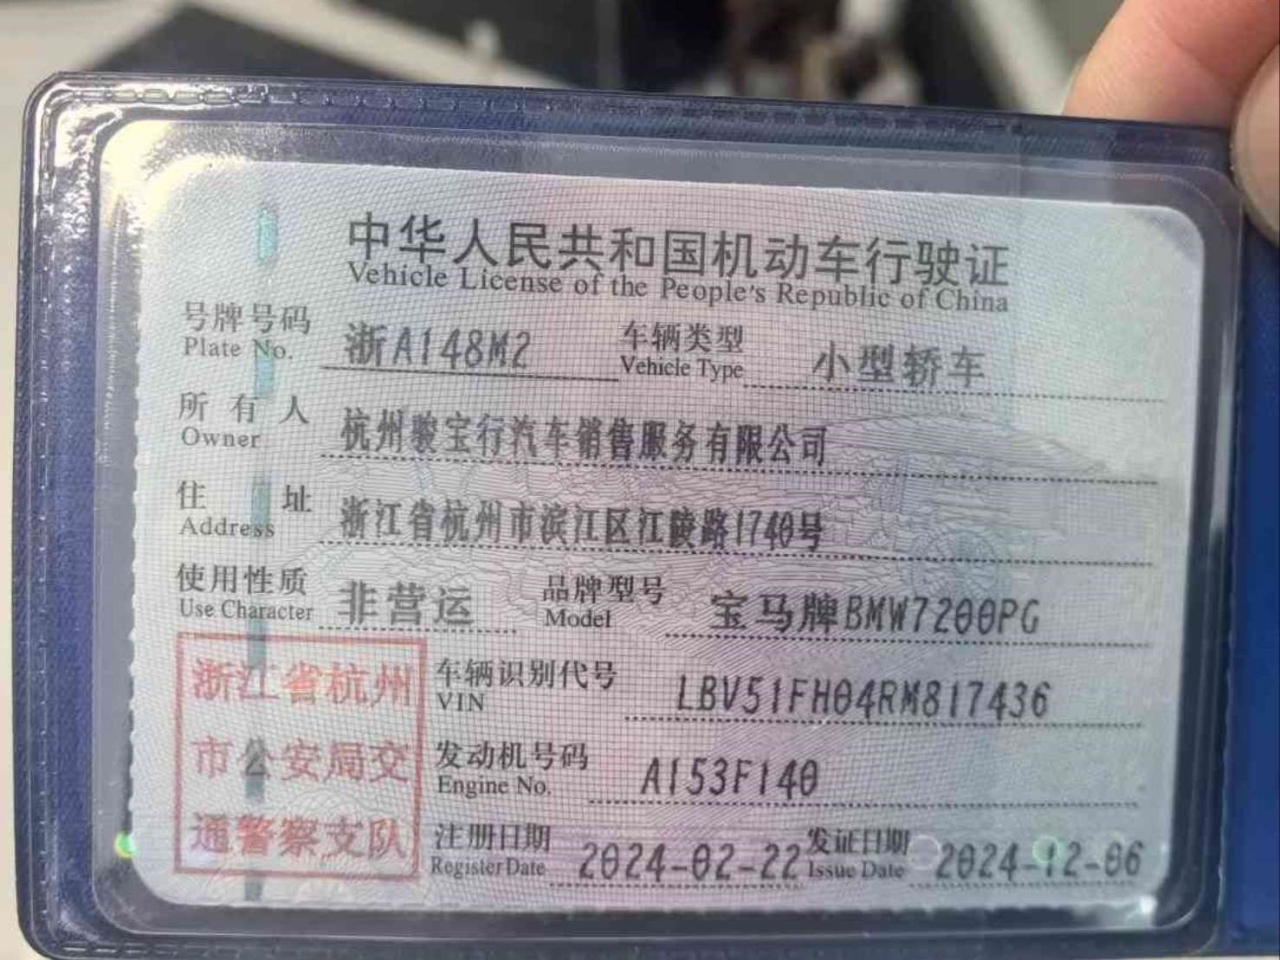 中华人民共和国机动车行驶证
Vehicle License of the People's Republic of China
号牌号码 浙A148M2 车辆类型 小型轿车
Plate No. Vehicle Type
所有人 杭州骏宝行汽车销售服务有限公司
Owner
住址 浙江省杭州市滨江区江陵路1740号
Address
使用性质 非营运 品牌型号 宝马牌BMW7200PG
Use Character Model
浙江省杭州
市公安局交
通警察支队
车辆识别代号 LBV51FH04RM817436
VIN
发动机号码 A153F140
Engine No.
注册日期 2024-02-22 发证日期 2024-12-06
Register Date Issue Date